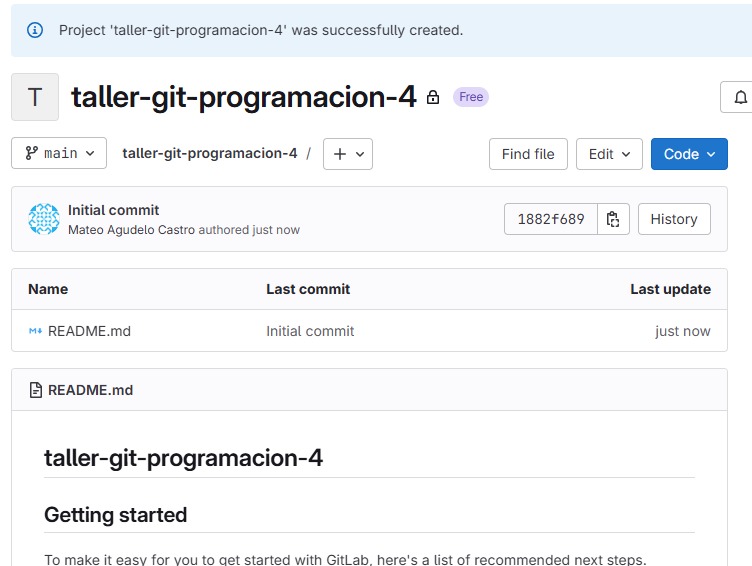 Project 'taller-git-programacion-4' was successfully created.
T taller-git-programacion-4 Free
main taller-git-programacion-4 / + Find file Edit Code
Initial commit
Mateo Agudelo Castro authored just now
1882f689 History
Name Last commit Last update
README.md Initial commit just now
README.md
taller-git-programacion-4
Getting started
To make it easy for you to get started with GitLab, here's a list of recommended next steps.